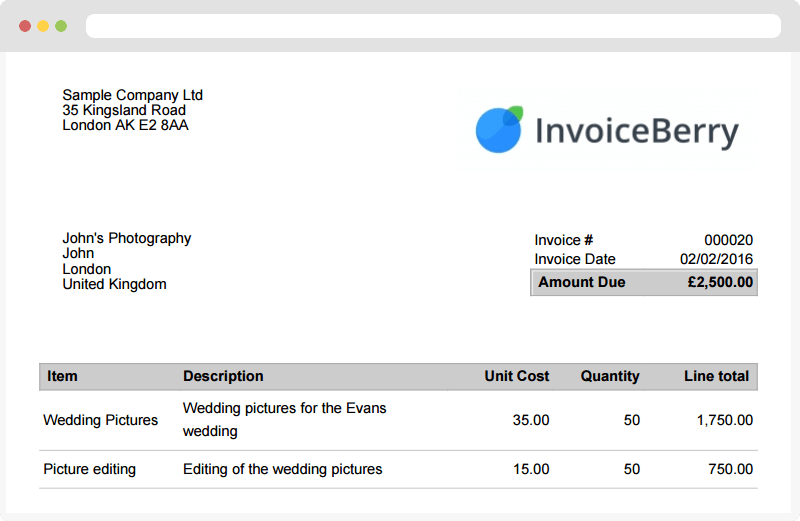 Sample Company Ltd
35 Kingsland Road
London AK E2 8AA
InvoiceBerry
John's Photography
John
London
United Kingdom
Invoice # 000020
Invoice Date 02/02/2016
Amount Due £2,500.00
Item Description Unit Cost Quantity Line total
Wedding Pictures Wedding pictures for the Evans wedding 35.00 50 1,750.00
Picture editing Editing of the wedding pictures 15.00 50 750.00